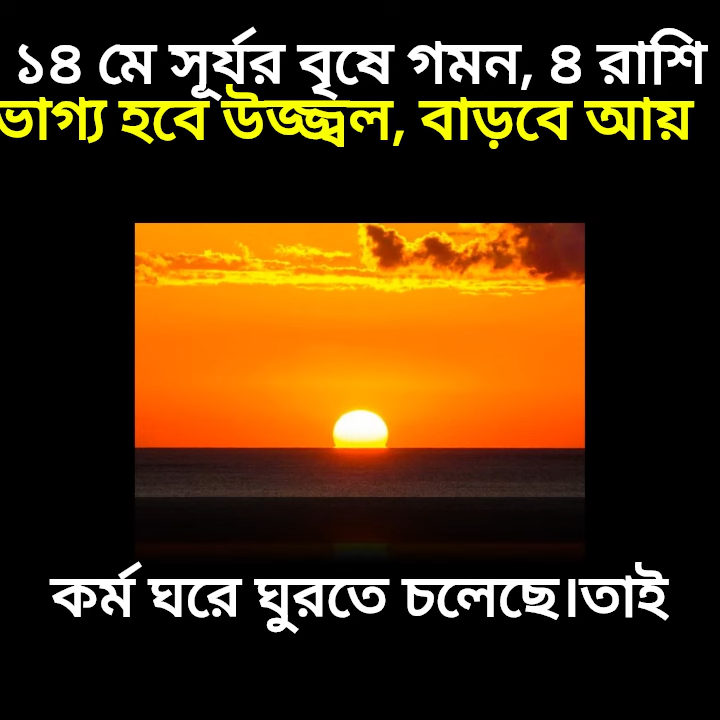 ১৪ মে সূর্যর বৃষে গমন, ৪ রাশি
ভাগ্য হবে উজ্জ্বল, বাড়বে আয়
কর্ম ঘরে ঘুরতে চলেছে।তাই